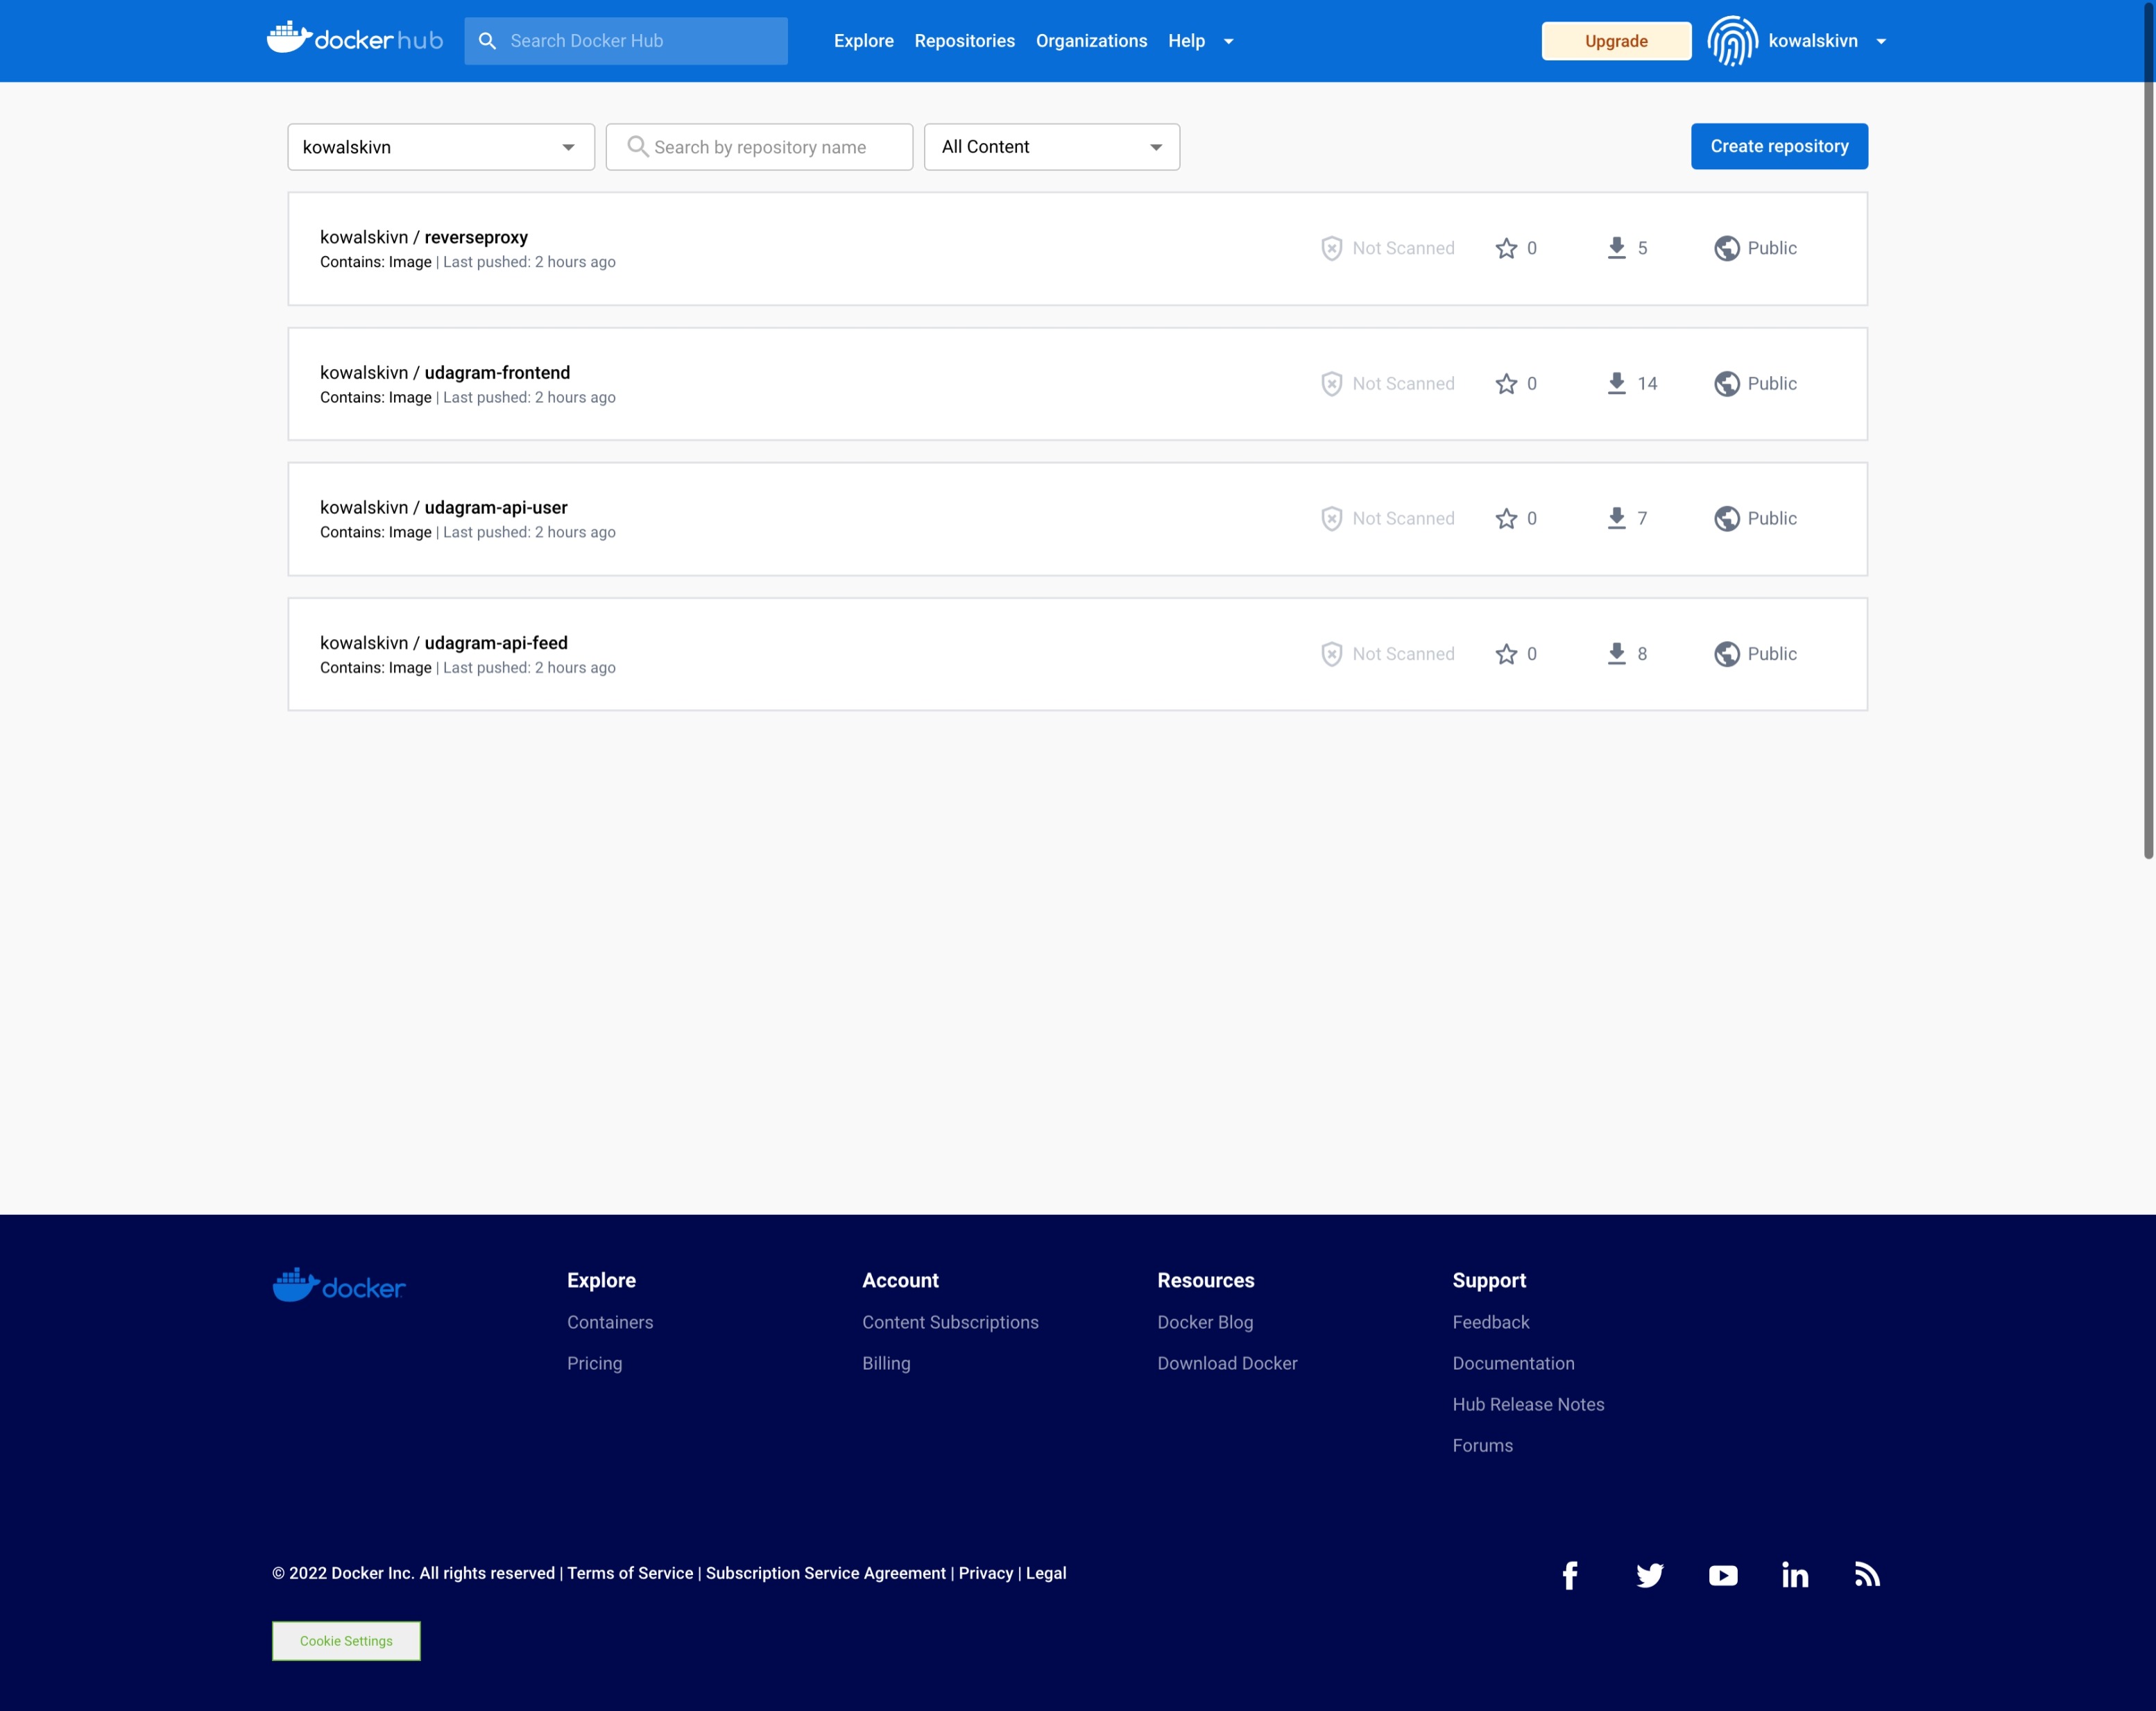 docker hub
Search Docker Hub
Explore Repositories Organizations Help
Upgrade
kowalskivn
kowalskivn
Search by repository name
All Content
Create repository
kowalskivn / reverseproxy
Contains: Image | Last pushed: 2 hours ago
Not Scanned 0 5 Public
kowalskivn / udagram-frontend
Contains: Image | Last pushed: 2 hours ago
Not Scanned 0 14 Public
kowalskivn / udagram-api-user
Contains: Image | Last pushed: 2 hours ago
Not Scanned 0 7 Public
kowalskivn / udagram-api-feed
Contains: Image | Last pushed: 2 hours ago
Not Scanned 0 8 Public
docker
Explore
Containers
Pricing
Account
Content Subscriptions
Billing
Resources
Docker Blog
Download Docker
Support
Feedback
Documentation
Hub Release Notes
Forums
© 2022 Docker Inc. All rights reserved | Terms of Service | Subscription Service Agreement | Privacy | Legal
Cookie Settings